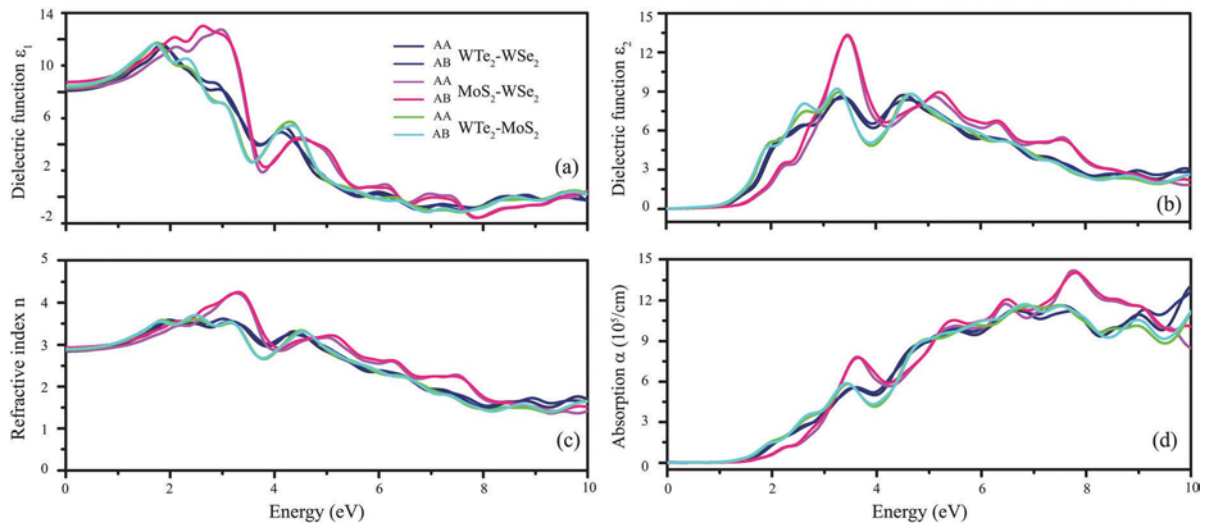 Dielectric function ε₁
14
10
6
2
-2
AA
AB
WTe₂-WSe₂
AA
AB
MoS₂-WSe₂
AA
AB
WTe₂-MoS₂
(a)
Dielectric function ε₂
15
12
9
6
3
0
(b)
Refractive index n
5
4
3
2
1
0
(c)
0 2 4 6 8 10
Energy (eV)
Absorption α (10⁵/cm)
15
12
9
6
3
0
(d)
0 2 4 6 8 10
Energy (eV)